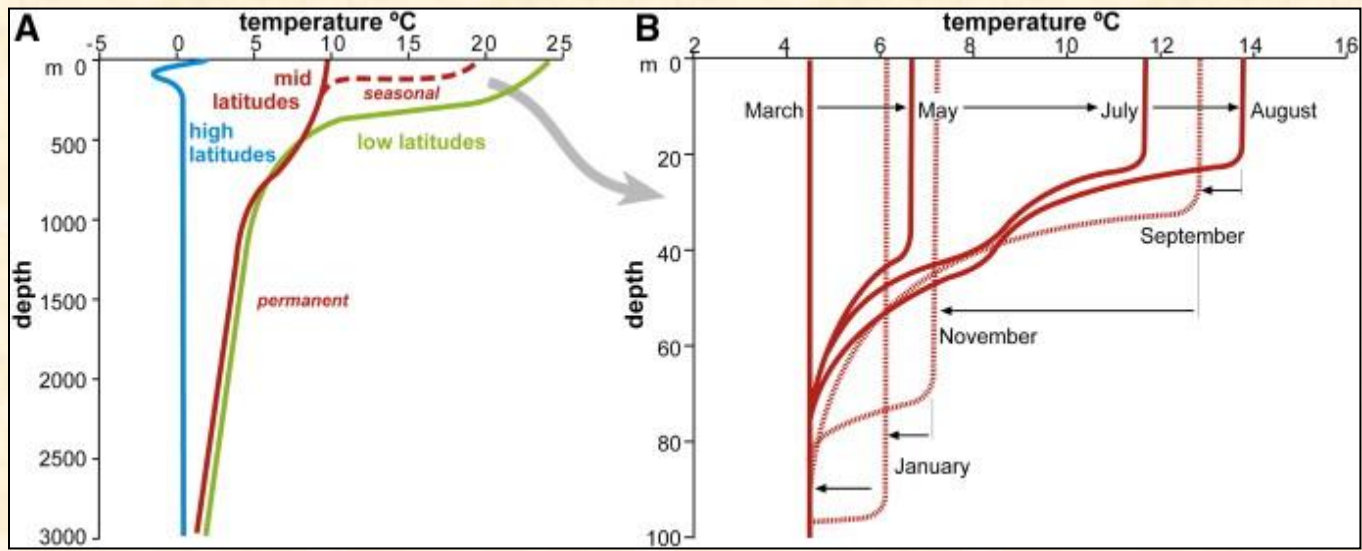 A
temperature ºC
-5 0 5 10 15 20 25
m 0
500
1000
1500
2000
2500
3000
depth
mid
latitudes
seasonal
high
latitudes
low latitudes
permanent
B
temperature ºC
2 4 6 8 10 12 14 16
m 0
20
40
60
80
100
depth
March
May
July
August
September
November
January